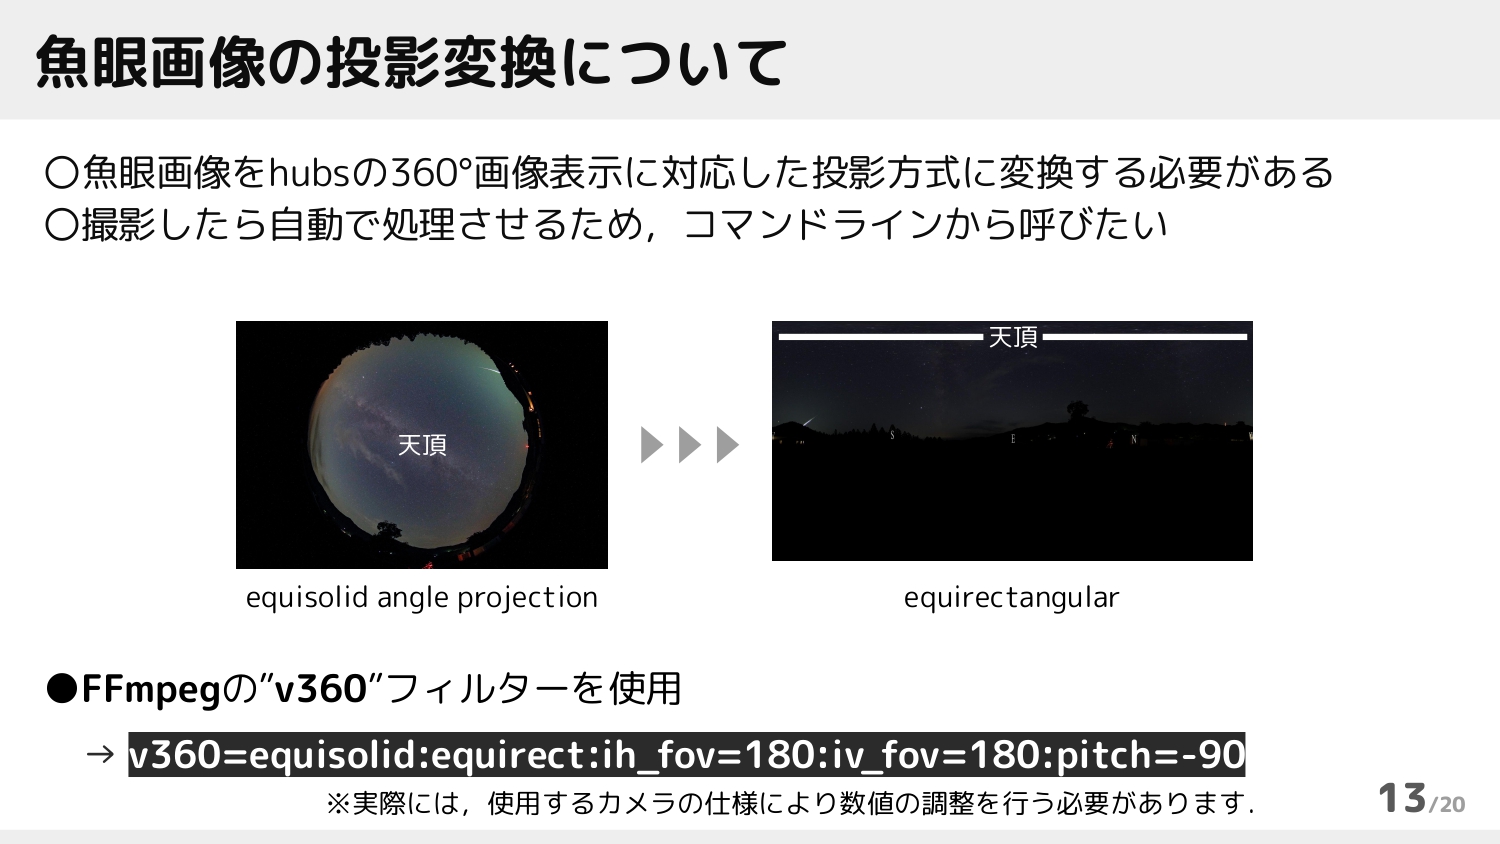 魚眼画像の投影変換について
〇魚眼画像をhubsの360°画像表示に対応した投影方式に変換する必要がある
〇撮影したら自動で処理させるため，コマンドラインから呼びたい
天頂
天頂
S
E
N
W
equisolid angle projection
equirectangular
●FFmpegの”v360”フィルターを使用
→ v360=equisolid:equirect:ih_fov=180:iv_fov=180:pitch=-90
※実際には，使用するカメラの仕様により数値の調整を行う必要があります.
13/20